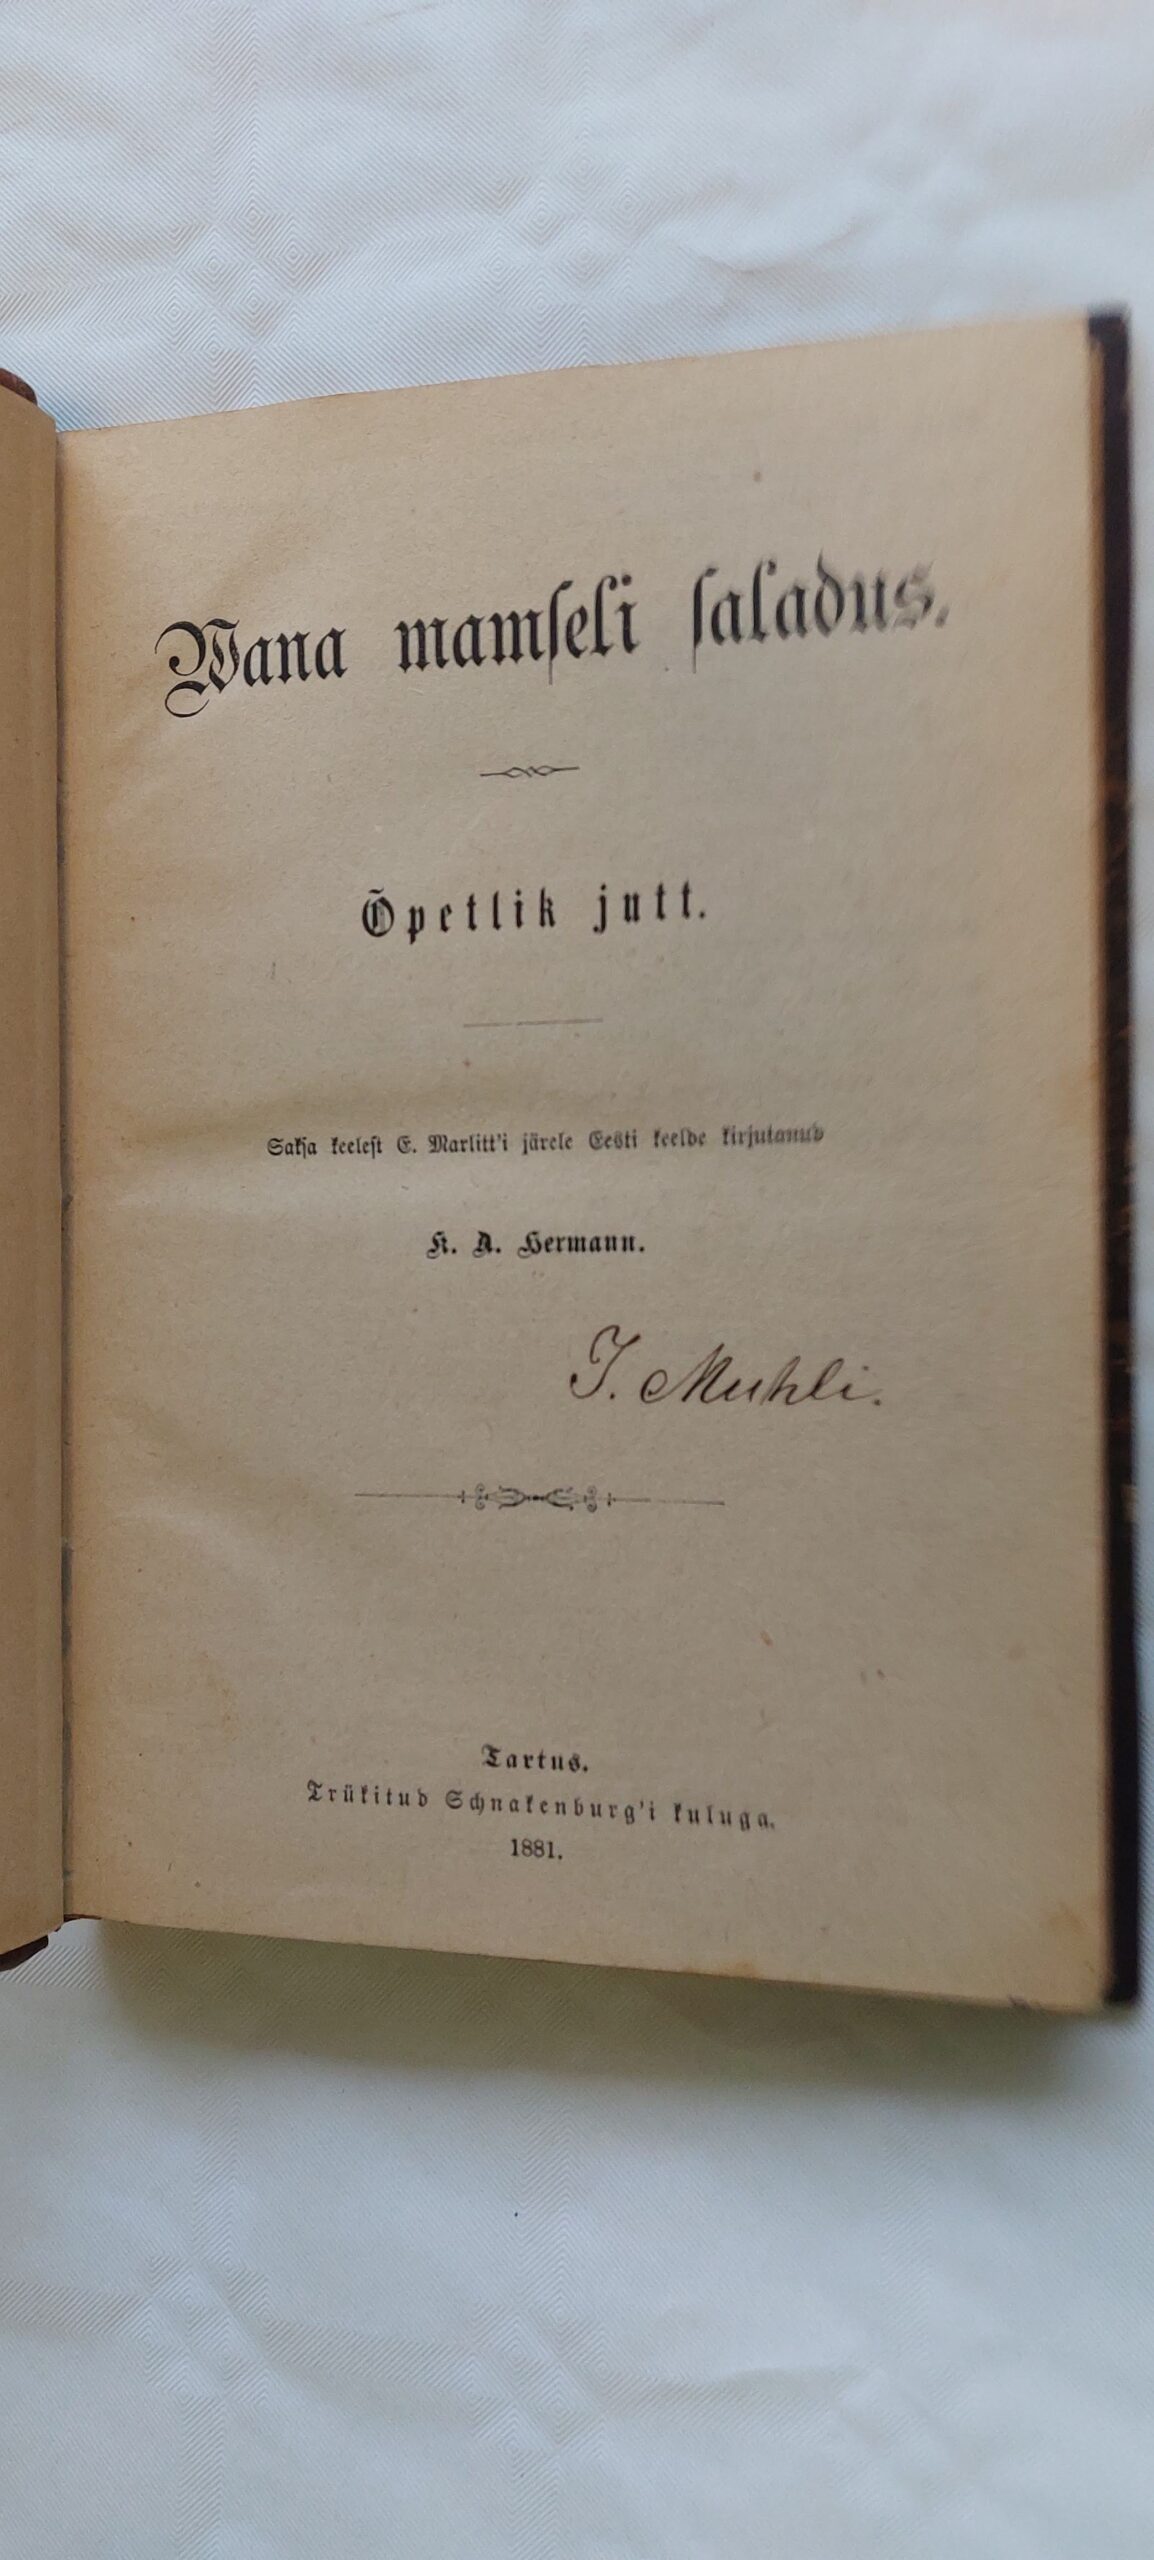 Wana mamseli saladus.
Õpetlik jutt.
Saksa keelest E. Marlitt'i järele Eesti keelde kirjutanud
K. A. Hermann.
J. Muhli.
Tartus.
Trükitud Schnakenburg'i kuluga.
1881.